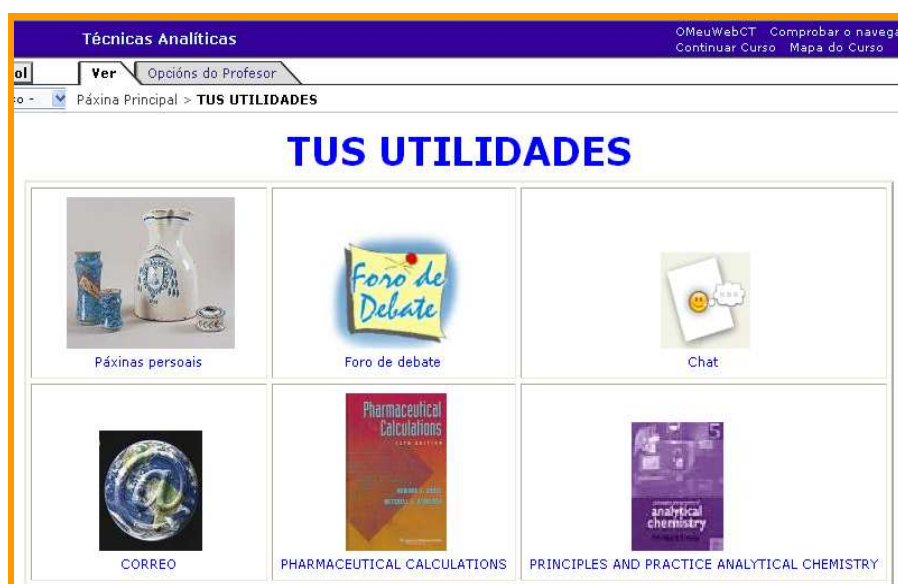 Técnicas Analíticas
OMeuWebCT Comprobar o navega
Continuar Curso Mapa do Curso
ol
Ver
Opcións do Profesor
so -
Páxina Principal > TUS UTILIDADES
TUS UTILIDADES
Foro de
Debate
Páxinas persoais
Foro de debate
Chat
Pharmaceutical
Calculations
5
analytical
chemistry
CORREO
PHARMACEUTICAL CALCULATIONS
PRINCIPLES AND PRACTICE ANALYTICAL CHEMISTRY